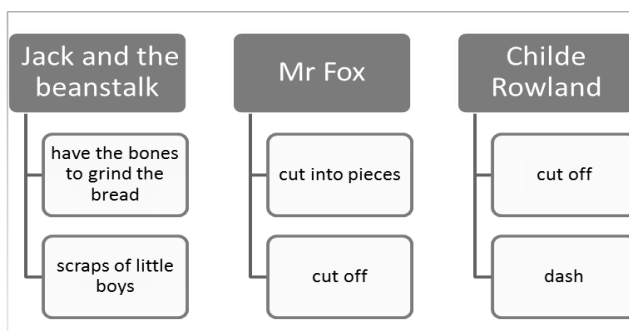 Jack and the
beanstalk
have the bones
to grind the
bread
scraps of little
boys
Mr Fox
cut into pieces
cut off
Childe
Rowland
cut off
dash